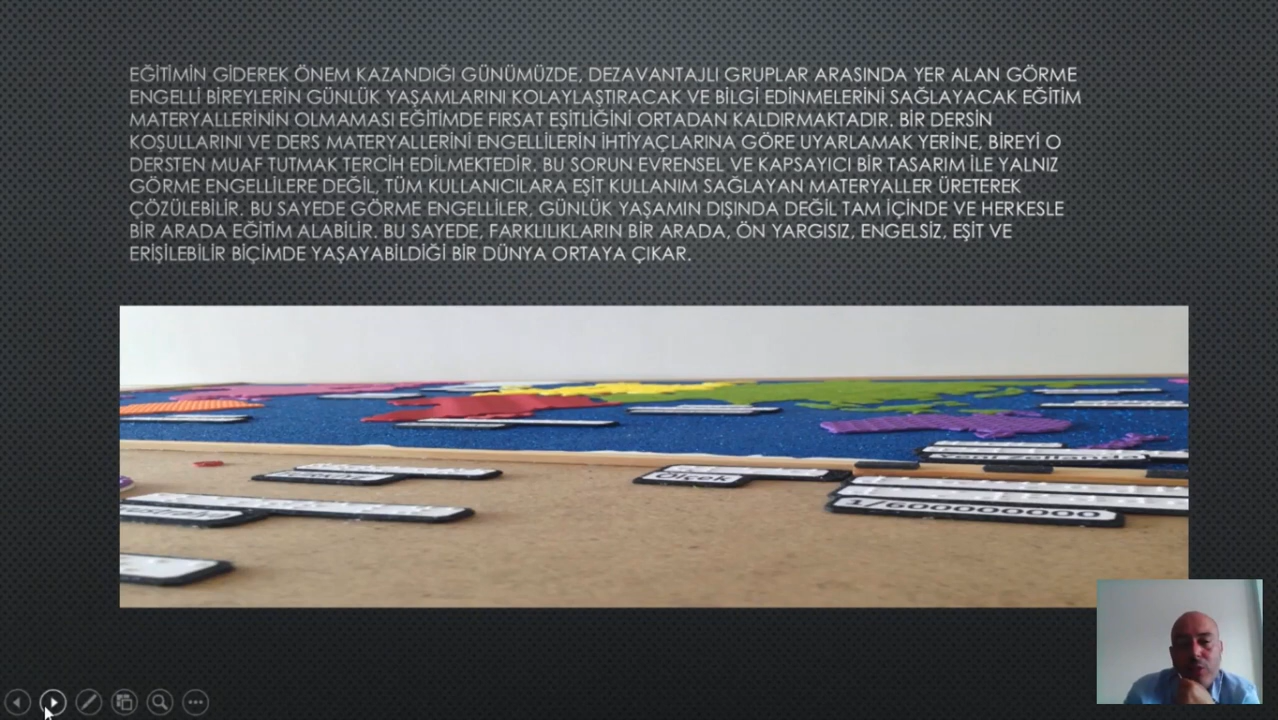 EĞİTİMİN GİDEREK ÖNEM KAZANDIĞI GÜNÜMÜZDE, DEZAVANTAJLI GRUPLAR ARASINDA YER ALAN GÖRME
ENGELLİ BİREYLERİN GÜNLÜK YAŞAMLARINI KOLAYLAŞTIRACAK VE BİLGİ EDİNMELERİNİ SAĞLAYACAK EĞİTİM
MATERYALLERİNİN OLMAMASI EĞİTİMDE FIRSAT EŞİTLİĞİNİ ORTADAN KALDIRMAKTADIR. BİR DERSİN
KOŞULLARINI VE DERS MATERYALLERİNİ ENGELLİLERİN İHTİYAÇLARINA GÖRE UYARLAMAK YERİNE, BİREYİ O
DERSTEN MUAF TUTMAK TERCİH EDİLMEKTEDİR. BU SORUN EVRENSEL VE KAPSAYICI BİR TASARIM İLE YALNIZ
GÖRME ENGELLİLERE DEĞİL, TÜM KULLANICILARA EŞİT KULLANIM SAĞLAYAN MATERYALLER ÜRETEREK
ÇÖZÜLEBİLİR. BU SAYEDE GÖRME ENGELLİLER, GÜNLÜK YAŞAMIN DIŞINDA DEĞİL TAM İÇİNDE VE HERKESLE
BİR ARADA EĞİTİM ALABİLİR. BU SAYEDE, FARKLILIKLARIN BİR ARADA, ÖN YARGISIZ, ENGELSİZ, EŞİT VE
ERİŞİLEBİLİR BİÇİMDE YAŞAYABİLDİĞİ BİR DÜNYA ORTAYA ÇIKAR.
Ölçek
1/600000000